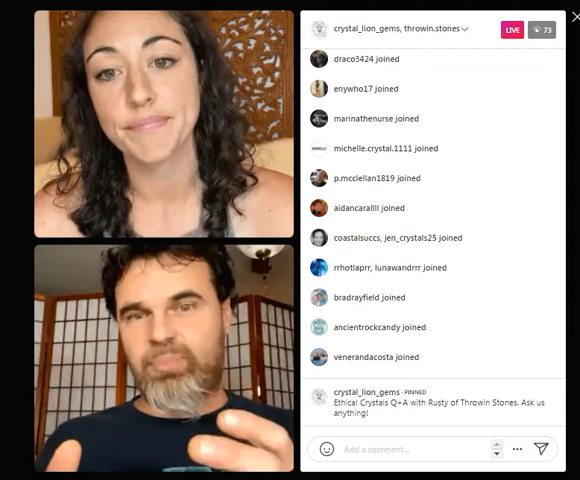 crystal_lion_gems, throwin.stones
LIVE
73
draco3424 joined
enywho17 joined
marinathenurse joined
michelle.crystal.1111 joined
p.mcclellan1819 joined
aidancarallll joined
coastalsuccs, jen_crystals25 joined
rrhotlaprr, lunawandrrr joined
bradrayfield joined
ancientrockcandy joined
venerandacosta joined
crystal_lion_gems · PINNED
Ethical Crystals Q+A with Rusty of Throwin Stones. Ask us
anything!
Add a comment...